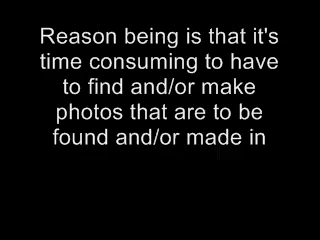 Reason being is that it's
time consuming to have
to find and/or make
photos that are to be
found and/or made in